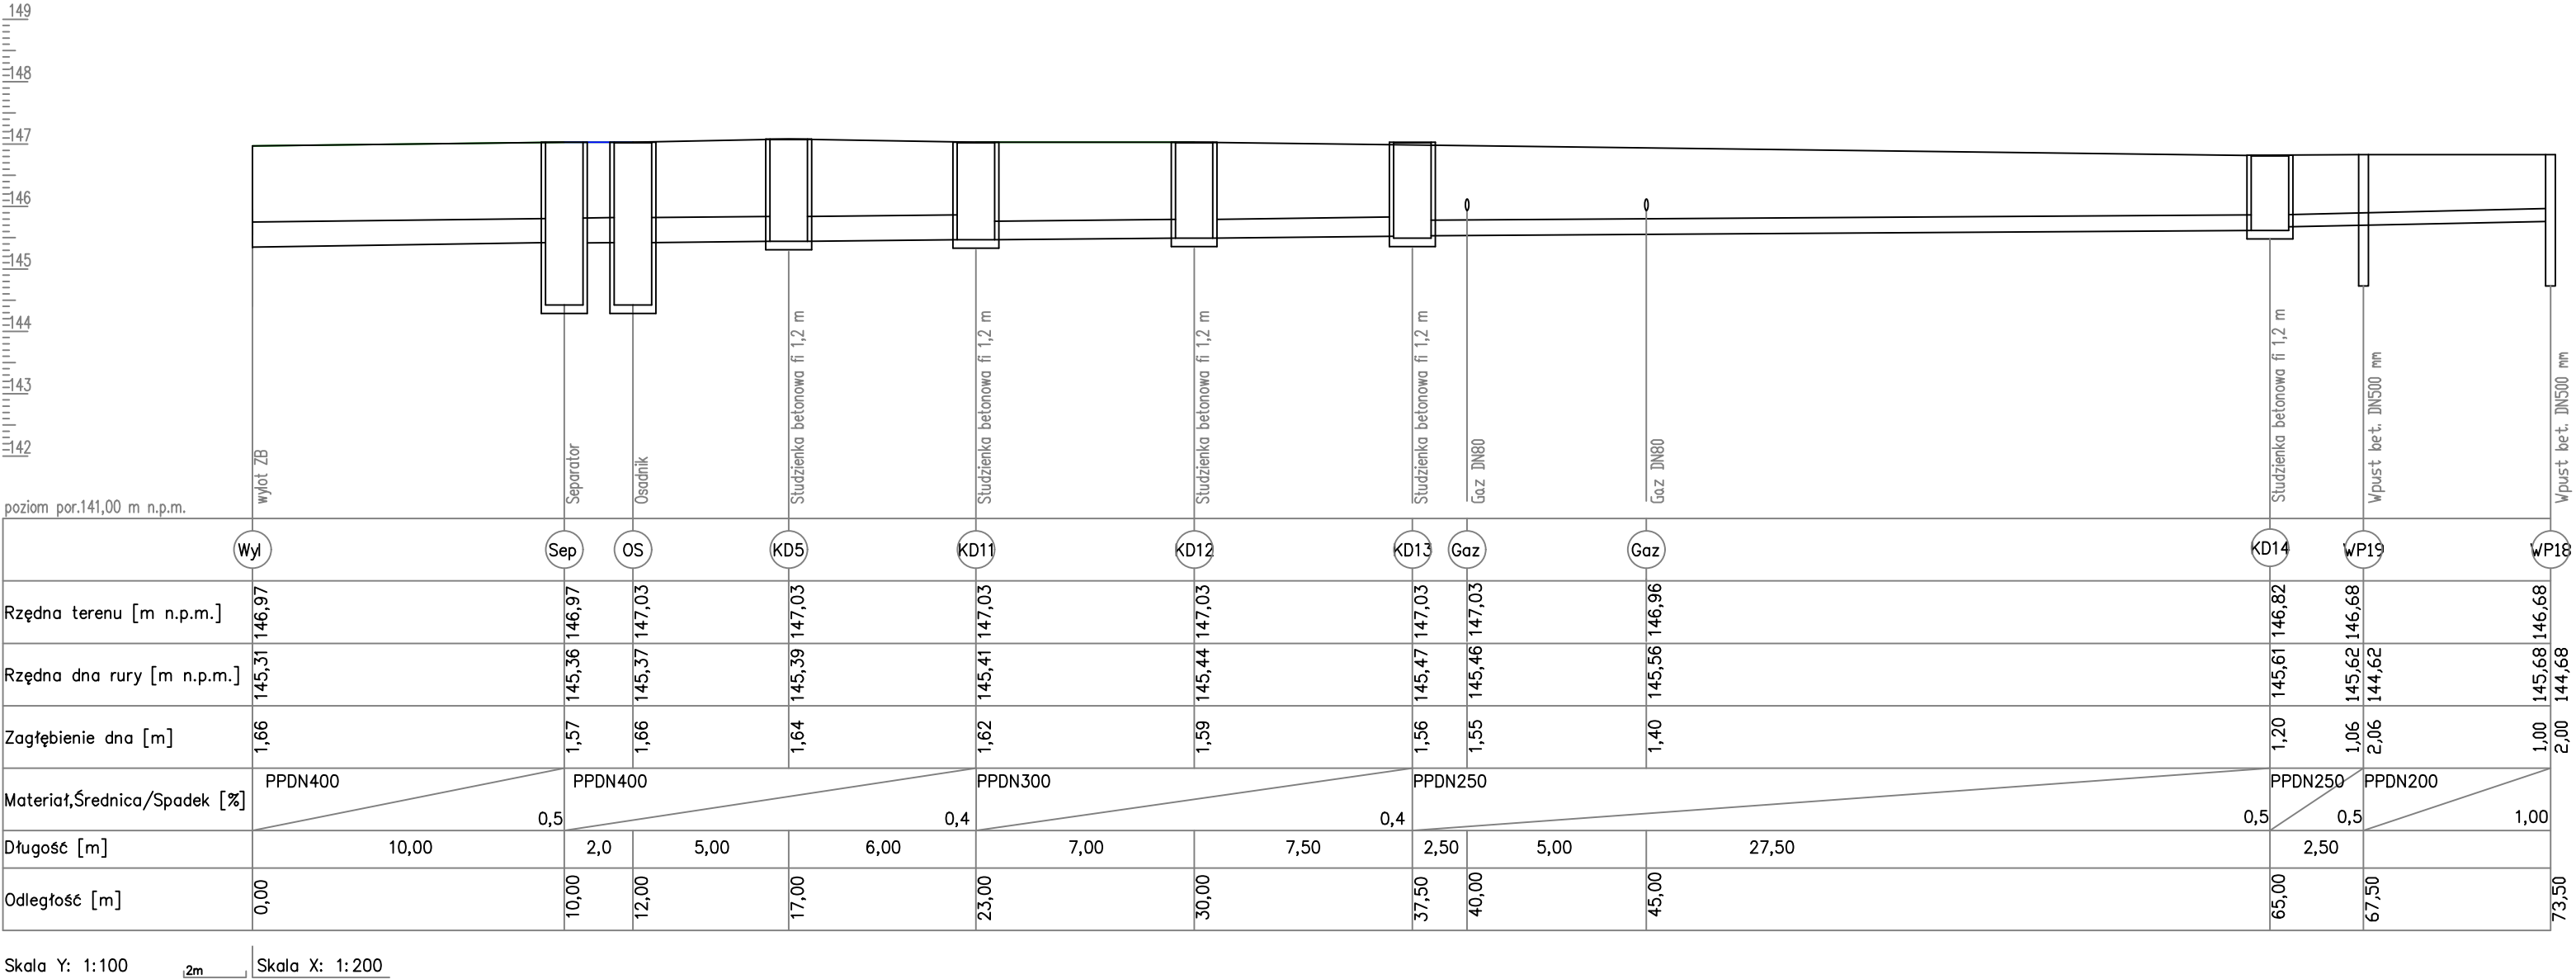 149
148
147
146
145
144
143
142
wylot ZB
Separator
Osadnik
Studzienka betonowa fi 1,2 m
Studzienka betonowa fi 1,2 m
Studzienka betonowa fi 1,2 m
Studzienka betonowa fi 1,2 m
Gaz DN80
Gaz DN80
Studzienka betonowa fi 1,2 m
Wpust bet. DN500 mm
Wpust bet. DN500 mm
poziom por.141,00 m n.p.m.
Wyl Sep OS KD5 KD11 KD12 KD13 Gaz Gaz KD14 WP19 WP18
Rzędna terenu [m n.p.m.] 146,97 146,97 147,03 147,03 147,03 147,03 147,03 147,03 146,96 146,82 146,68 146,68
Rzędna dna rury [m n.p.m.] 145,31 145,36 145,37 145,39 145,41 145,44 145,47 145,46 145,56 145,61 145,62 144,62 145,68 144,68
Zagłębienie dna [m] 1,66 1,57 1,66 1,64 1,62 1,59 1,56 1,55 1,40 1,20 1,06 2,06 1,00 2,00
PPDN400 PPDN400 PPDN300 PPDN250 PPDN250 PPDN200
Materiał,Średnica/Spadek [%]
0,5 0,4 0,4 0,5 0,5 1,00
Długość [m] 10,00 2,0 5,00 6,00 7,00 7,50 2,50 5,00 27,50 2,50
Odległość [m] 0,00 10,00 12,00 17,00 23,00 30,00 37,50 40,00 45,00 65,00 67,50 73,50
Skala Y: 1:100 2m Skala X: 1:200